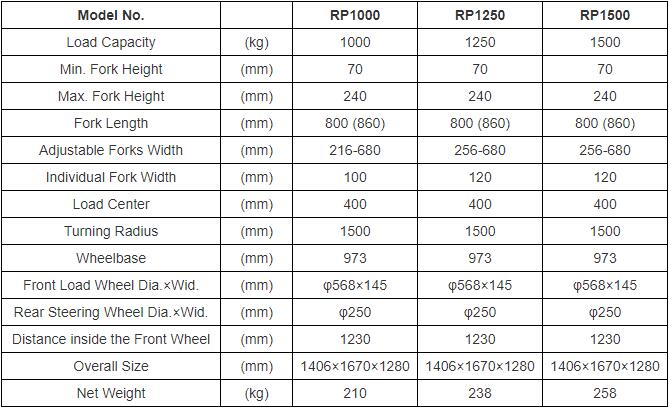 Model No. RP1000 RP1250 RP1500
Load Capacity (kg) 1000 1250 1500
Min. Fork Height (mm) 70 70 70
Max. Fork Height (mm) 240 240 240
Fork Length (mm) 800 (860) 800 (860) 800 (860)
Adjustable Forks Width (mm) 216-680 256-680 256-680
Individual Fork Width (mm) 100 120 120
Load Center (mm) 400 400 400
Turning Radius (mm) 1500 1500 1500
Wheelbase (mm) 973 973 973
Front Load Wheel Dia.×Wid. (mm) φ568×145 φ568×145 φ568×145
Rear Steering Wheel Dia.×Wid. (mm) φ250 φ250 φ250
Distance inside the Front Wheel (mm) 1230 1230 1230
Overall Size (mm) 1406×1670×1280 1406×1670×1280 1406×1670×1280
Net Weight (kg) 210 238 258